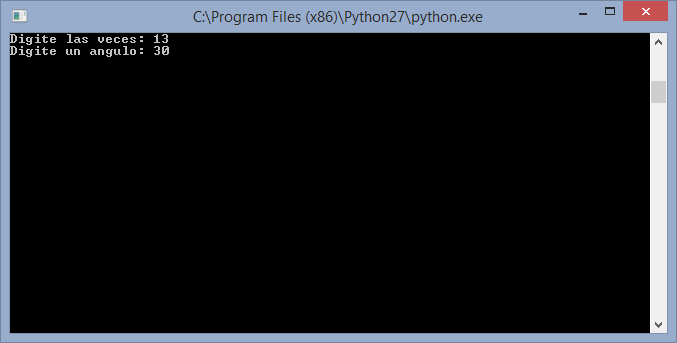 C:\Program Files (x86)\Python27\python.exe
Digite las veces: 13
Digite un angulo: 30